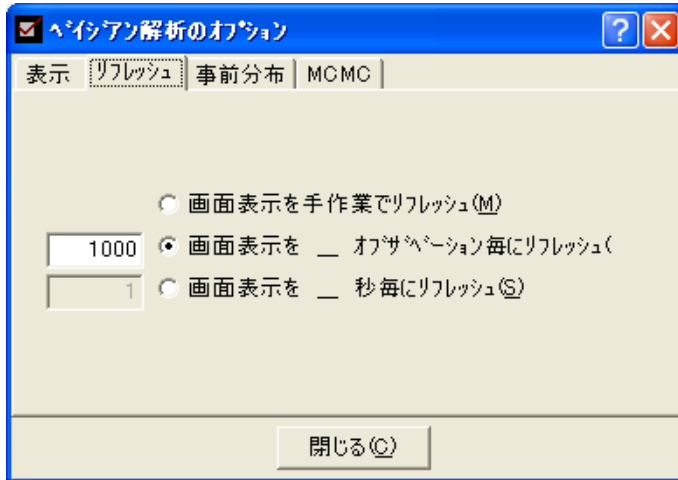 ﾍﾞｲｼﾞｱﾝ解析のｵﾌﾟｼｮﾝ
表示 ﾘﾌﾚｯｼｭ 事前分布 MCMC
画面表示を手作業でﾘﾌﾚｯｼｭ(M)
1000 画面表示を __ ｵﾌﾞｻﾞﾍﾞｰｼｮﾝ毎にﾘﾌﾚｯｼｭ(
1 画面表示を __ 秒毎にﾘﾌﾚｯｼｭ(S)
閉じる(C)